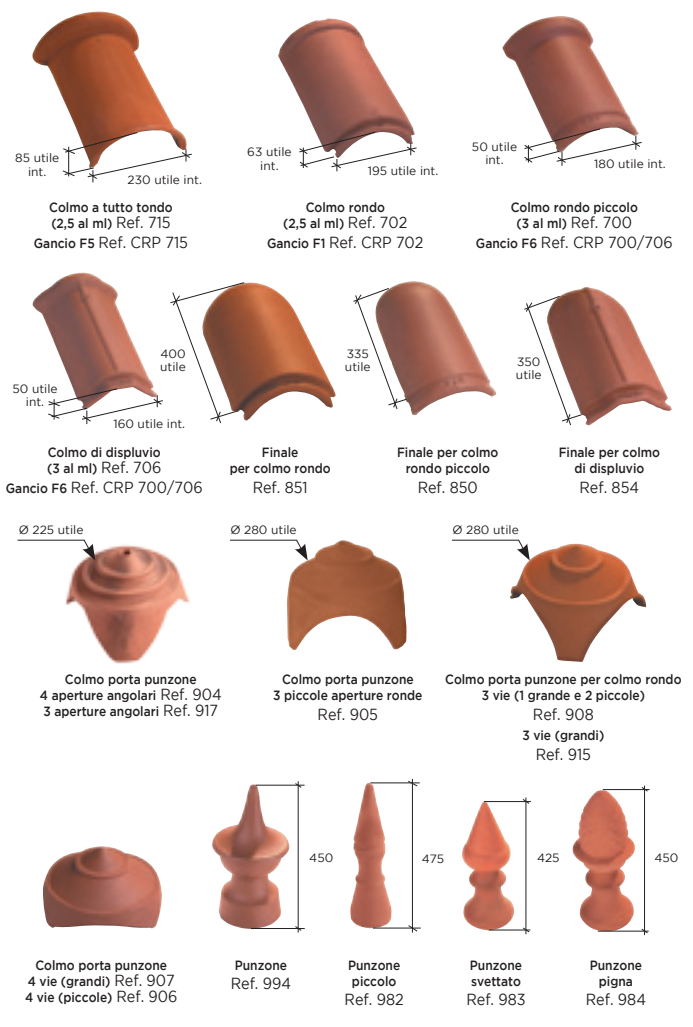 85 utile
int.
230 utile int.
63 utile
int.
195 utile int.
50 utile
int.
180 utile int.
Colmo a tutto tondo
(2,5 al ml) Ref. 715
Gancio F5 Ref. CRP 715
Colmo rondo
(2,5 al ml) Ref. 702
Gancio F1 Ref. CRP 702
Colmo rondo piccolo
(3 al ml) Ref. 700
Gancio F6 Ref. CRP 700/706
50 utile
int.
160 utile int.
400
utile
335
utile
350
utile
Colmo di displuvio
(3 al ml) Ref. 706
Gancio F6 Ref. CRP 700/706
Finale
per colmo rondo
Ref. 851
Finale per colmo
rondo piccolo
Ref. 850
Finale per colmo
di displuvio
Ref. 854
Ø 225 utile
Ø 280 utile
Ø 280 utile
Colmo porta punzone
4 aperture angolari Ref. 904
3 aperture angolari Ref. 917
Colmo porta punzone
3 piccole aperture ronde
Ref. 905
Colmo porta punzone per colmo rondo
3 vie (1 grande e 2 piccole)
Ref. 908
3 vie (grandi)
Ref. 915
450
475
425
450
Colmo porta punzone
4 vie (grandi) Ref. 907
4 vie (piccole) Ref. 906
Punzone
Ref. 994
Punzone
piccolo
Ref. 982
Punzone
svettato
Ref. 983
Punzone
pigna
Ref. 984